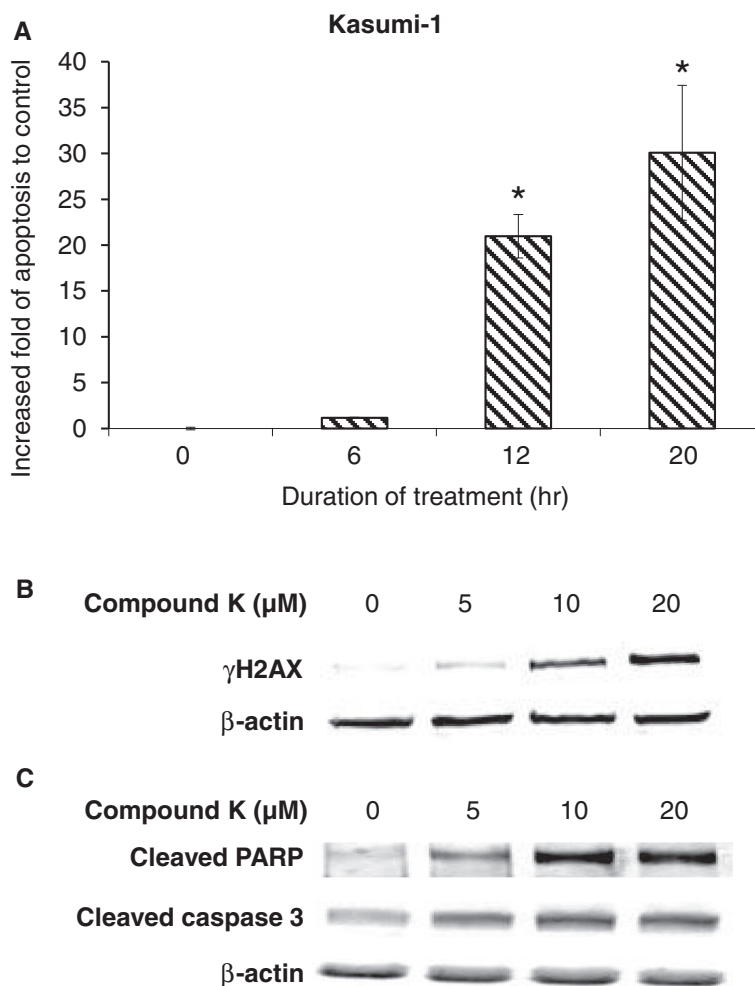 A
Kasumi-1
Increased fold of apoptosis to control
40
35
30
25
20
15
10
5
0
*
*
0 6 12 20
Duration of treatment (hr)
B
Compound K (μM) 0 5 10 20
γH2AX
β-actin
C
Compound K (μM) 0 5 10 20
Cleaved PARP
Cleaved caspase 3
β-actin